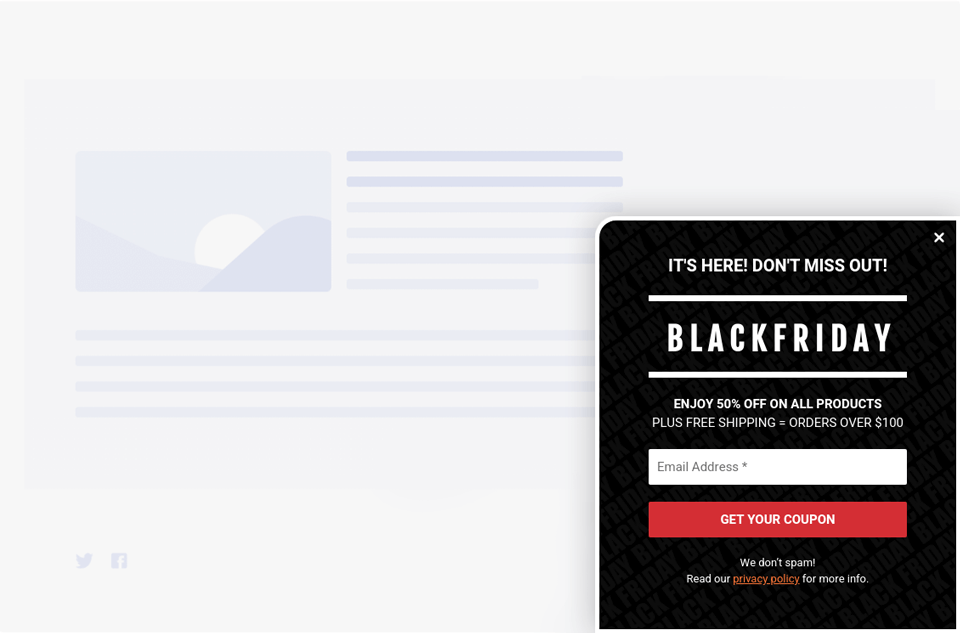 IT'S HERE! DON'T MISS OUT!
BLACKFRIDAY
ENJOY 50% OFF ON ALL PRODUCTS
PLUS FREE SHIPPING = ORDERS OVER $100
Email Address *
GET YOUR COUPON
We don't spam!
Read our privacy policy for more info.